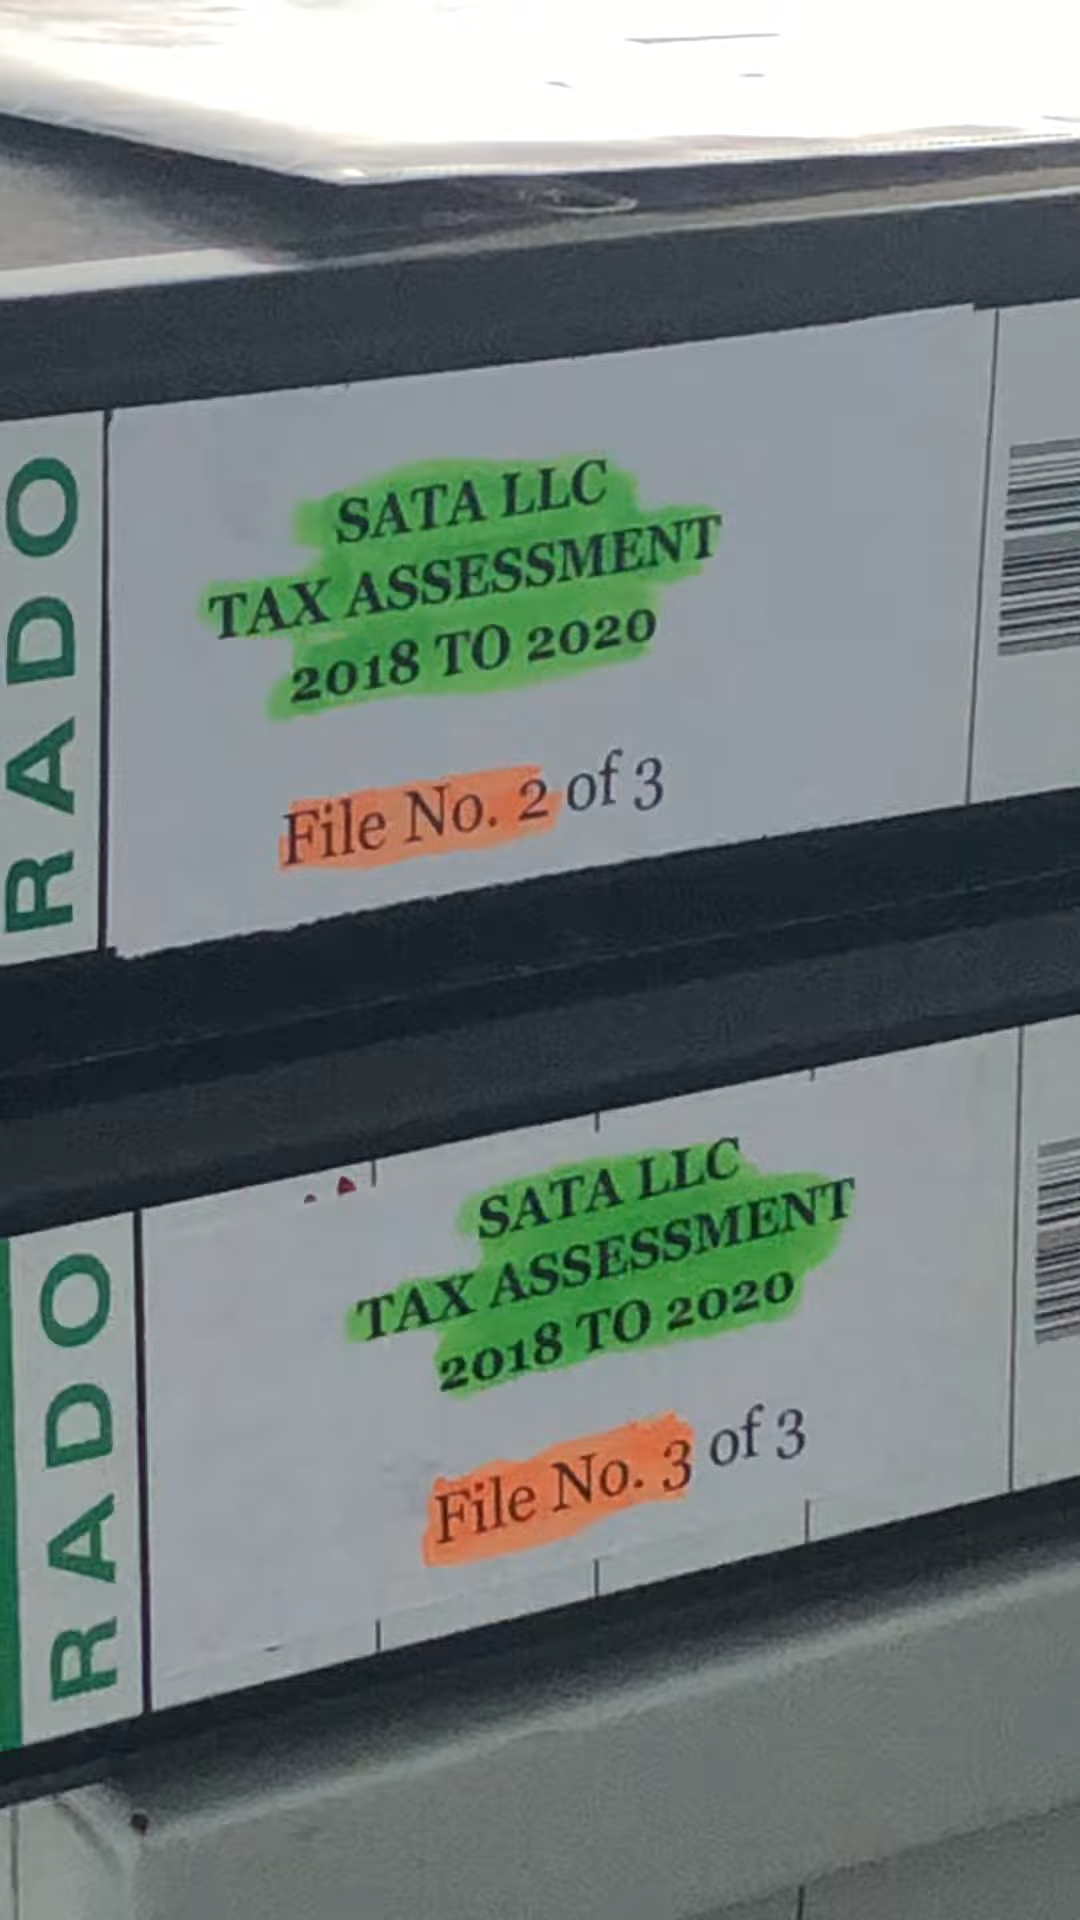 RADO
SATA LLC
TAX ASSESSMENT
2018 TO 2020
File No. 2 of 3
RADO
SATA LLC
TAX ASSESSMENT
2018 TO 2020
File No. 3 of 3